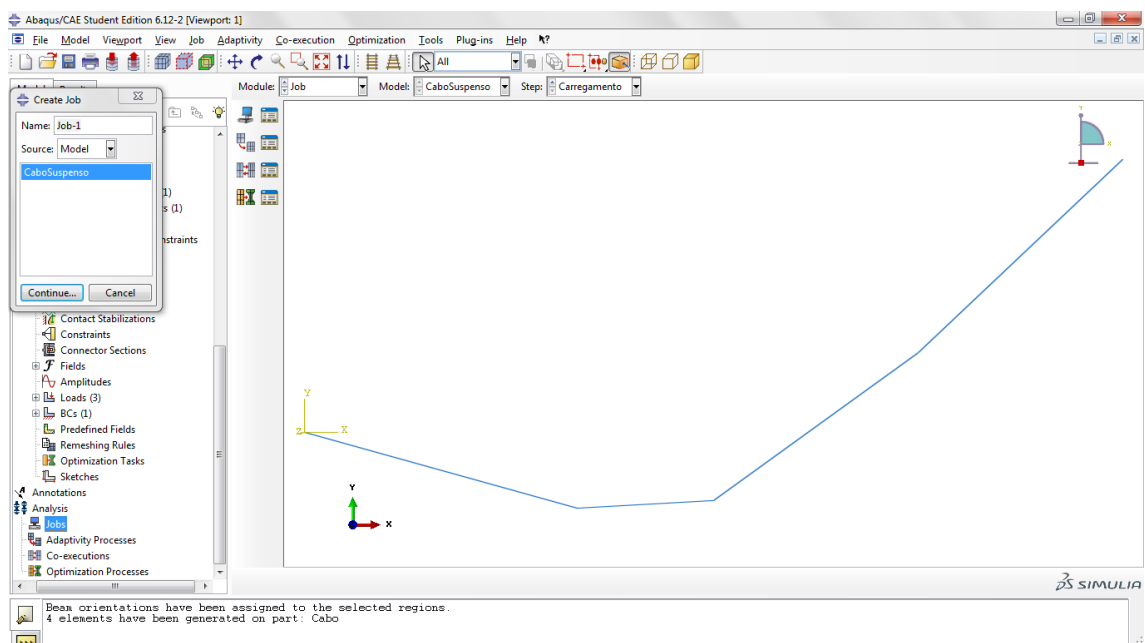 Abaqus/CAE Student Edition 6.12-2 [Viewport: 1]
File Model Viewport View Job Adaptivity Co-execution Optimization Tools Plug-ins Help
All
Module: Job Model: CaboSuspenso Step: Carregamento
Create Job
Name: Job-1
Source: Model
CaboSuspenso
Continue... Cancel
1)
s (1)
nstraints
Contact Stabilizations
Constraints
Connector Sections
Fields
Amplitudes
Loads (3)
BCs (1)
Predefined Fields
Remeshing Rules
Optimization Tasks
Sketches
Annotations
Analysis
Jobs
Adaptivity Processes
Co-executions
Optimization Processes
Y
X
Z
Y
X
SIMULIA
Beam orientations have been assigned to the selected regions.
4 elements have been generated on part: Cabo